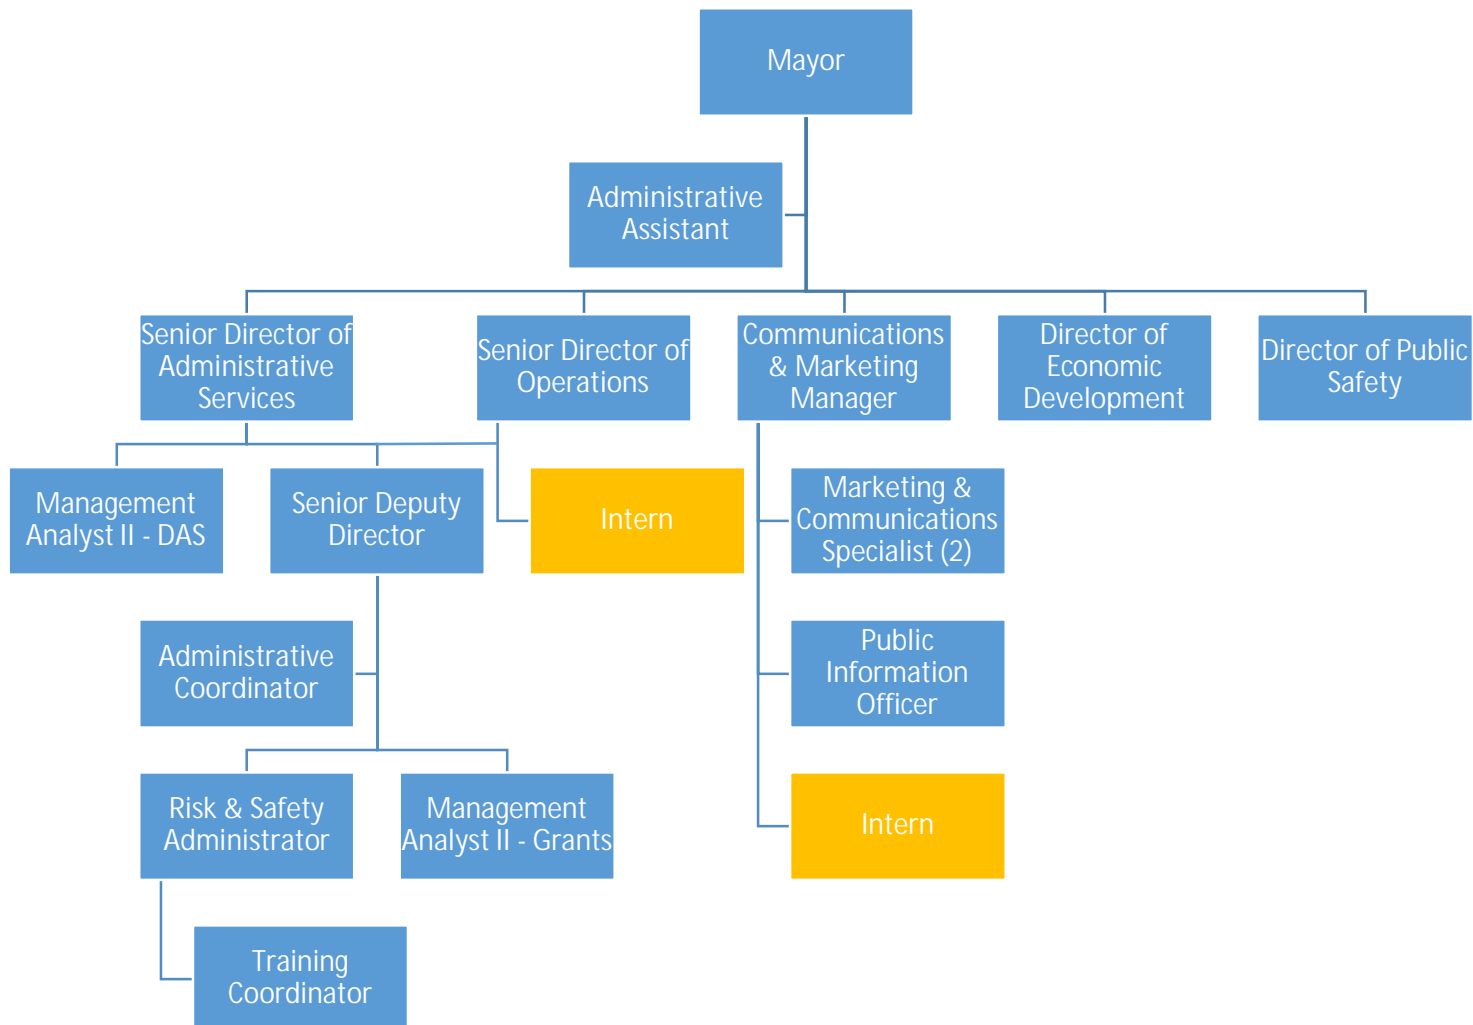 Mayor
Administrative
Assistant
Senior Director of
Administrative
Services
Senior Director of
Operations
Communications
& Marketing
Manager
Director of
Economic
Development
Director of Public
Safety
Management
Analyst II - DAS
Senior Deputy
Director
Intern
Marketing &
Communications
Specialist (2)
Administrative
Coordinator
Public
Information
Officer
Risk & Safety
Administrator
Management
Analyst II - Grants
Intern
Training
Coordinator